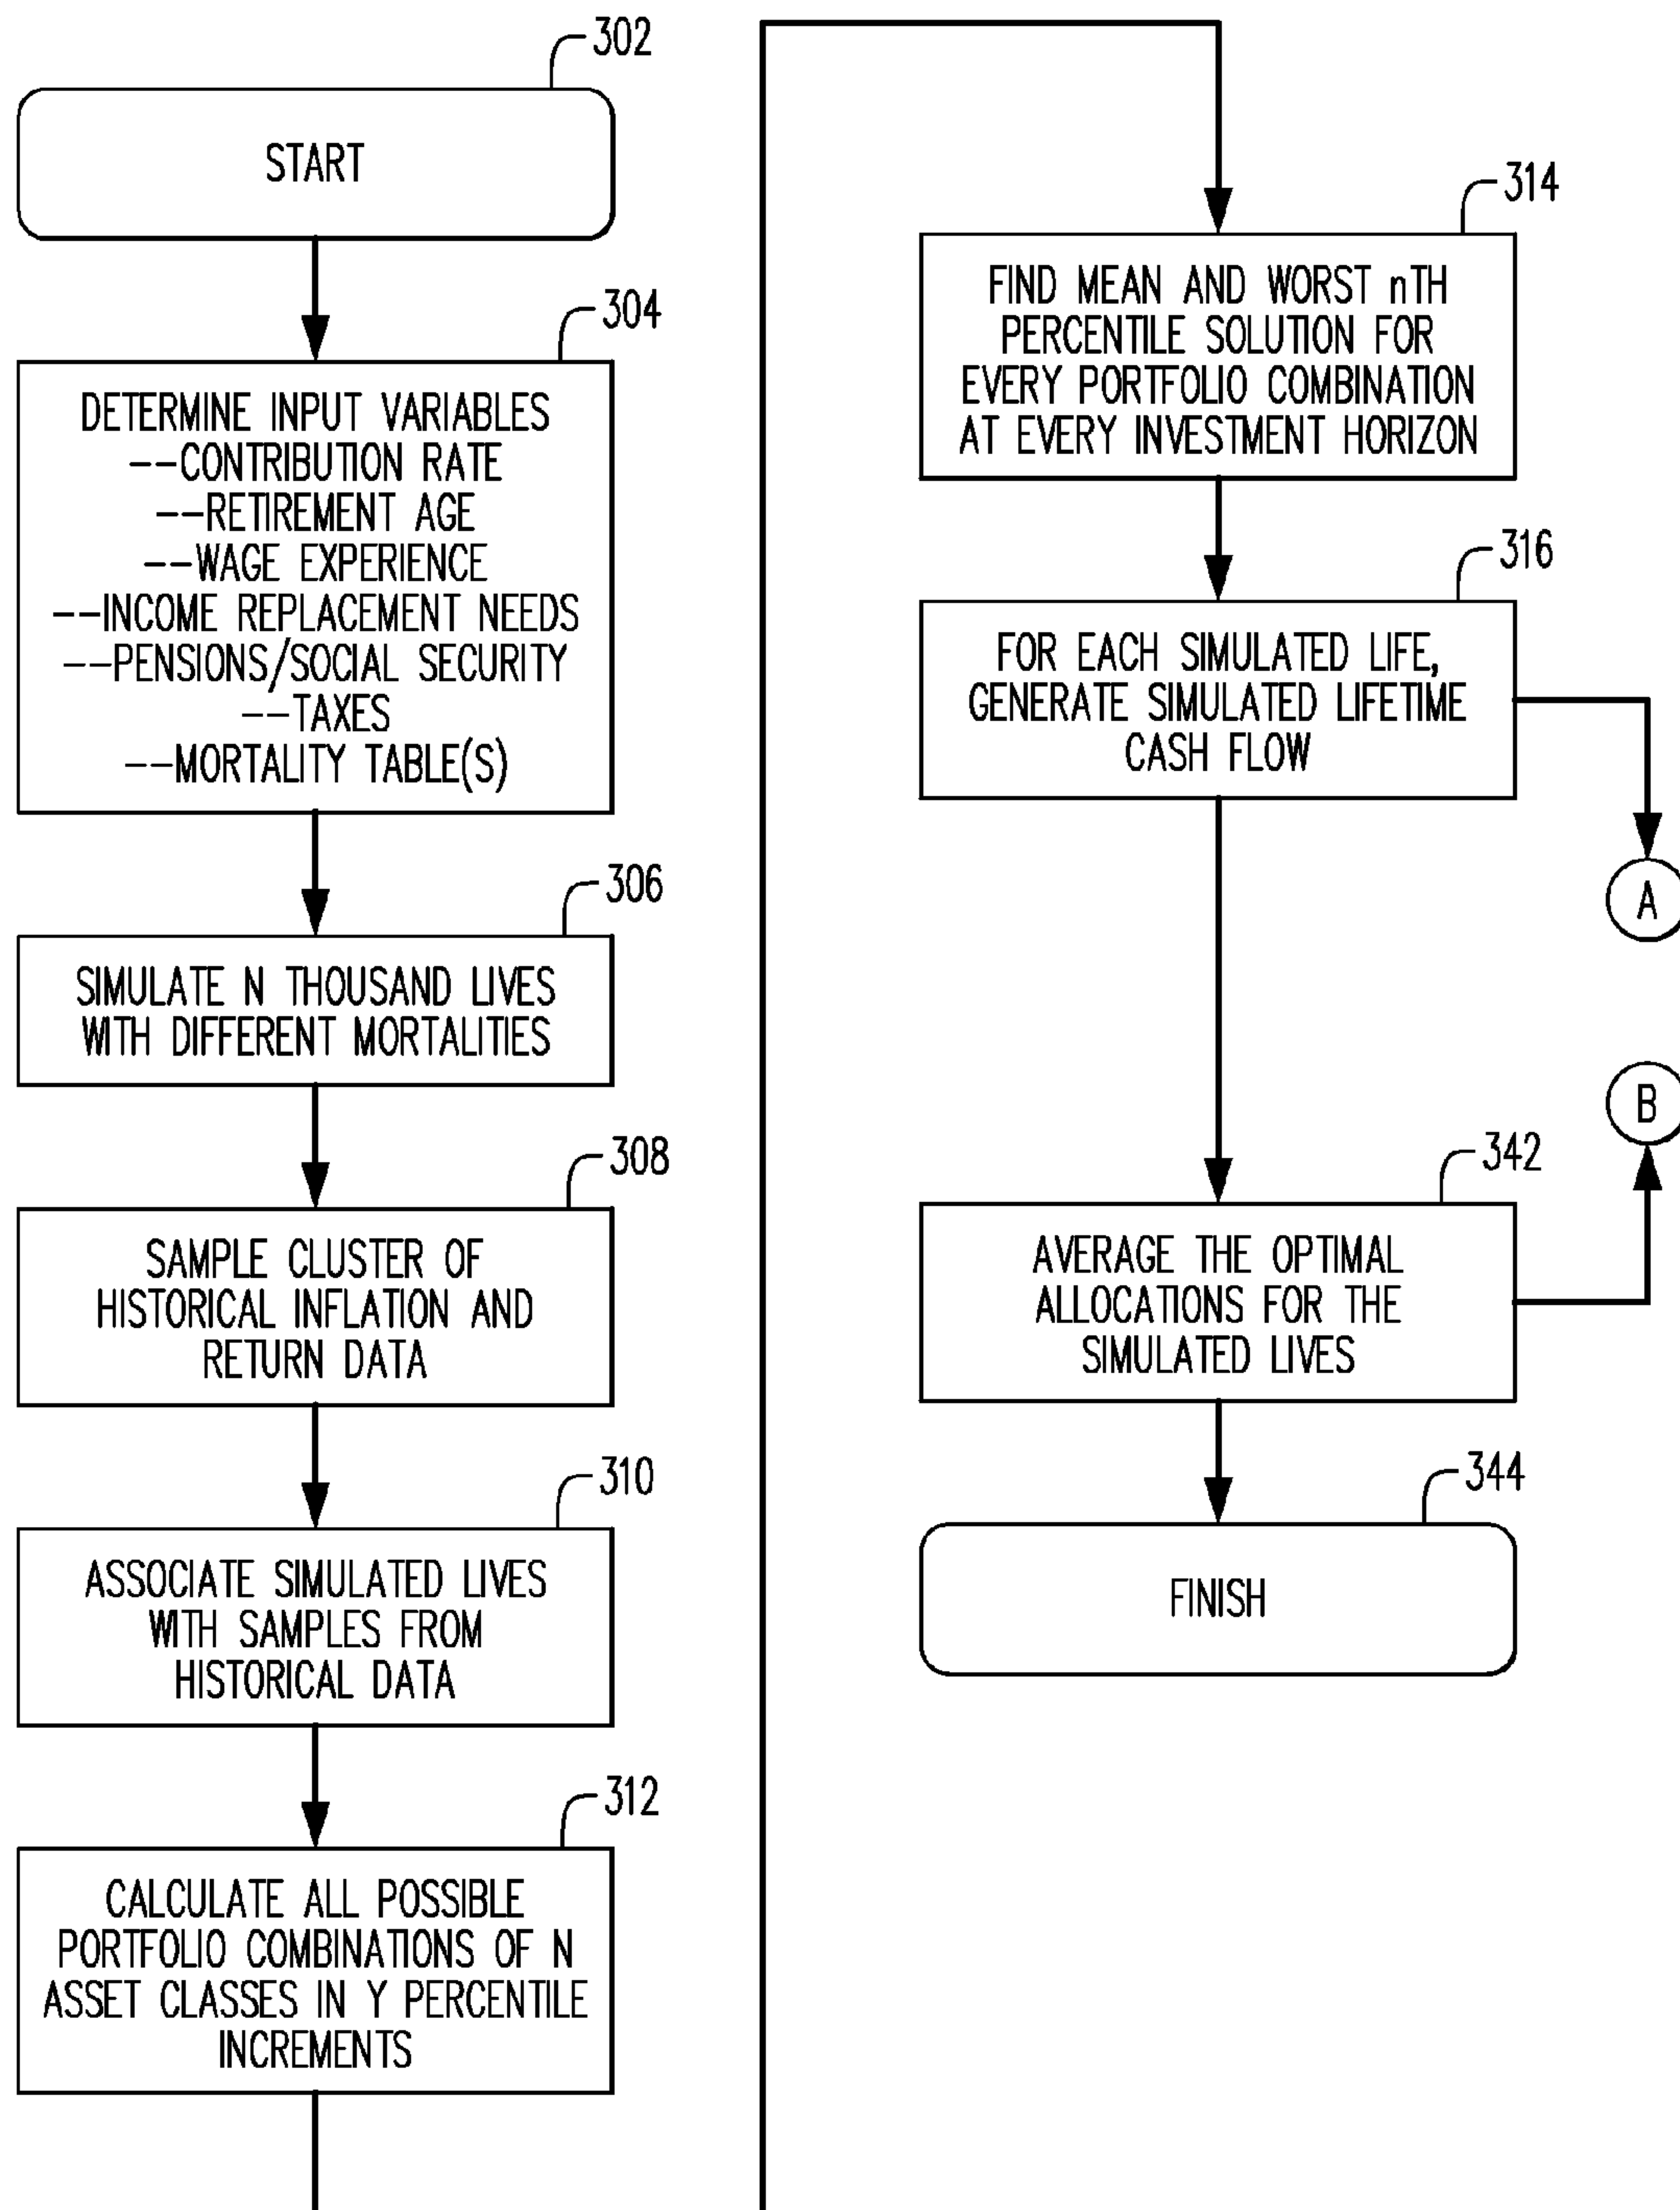 302
START
304
DETERMINE INPUT VARIABLES
--CONTRIBUTION RATE
--RETIREMENT AGE
--WAGE EXPERIENCE
--INCOME REPLACEMENT NEEDS
--PENSIONS/SOCIAL SECURITY
--TAXES
--MORTALITY TABLE(S)
306
SIMULATE N THOUSAND LIVES
WITH DIFFERENT MORTALITIES
308
SAMPLE CLUSTER OF
HISTORICAL INFLATION AND
RETURN DATA
310
ASSOCIATE SIMULATED LIVES
WITH SAMPLES FROM
HISTORICAL DATA
312
CALCULATE ALL POSSIBLE
PORTFOLIO COMBINATIONS OF N
ASSET CLASSES IN Y PERCENTILE
INCREMENTS
314
FIND MEAN AND WORST nTH
PERCENTILE SOLUTION FOR
EVERY PORTFOLIO COMBINATION
AT EVERY INVESTMENT HORIZON
316
FOR EACH SIMULATED LIFE,
GENERATE SIMULATED LIFETIME
CASH FLOW
A
B
342
AVERAGE THE OPTIMAL
ALLOCATIONS FOR THE
SIMULATED LIVES
344
FINISH